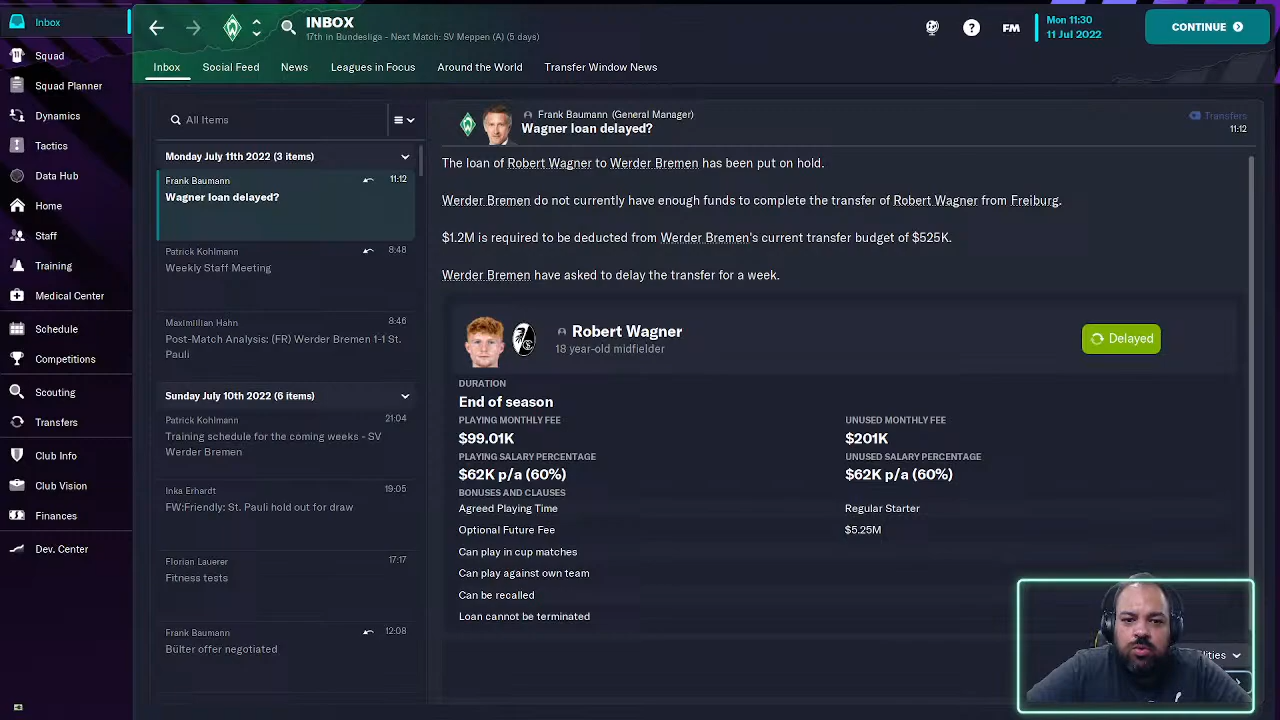 Inbox
Squad
Squad Planner
Dynamics
Tactics
Data Hub
Home
Staff
Training
Medical Center
Schedule
Competitions
Scouting
Transfers
Club Info
Club Vision
Finances
Dev. Center
INBOX
17th in Bundesliga - Next Match: SV Meppen (A) (5 days)
FM
Mon 11:30
11 Jul 2022
CONTINUE
Inbox
Social Feed
News
Leagues in Focus
Around the World
Transfer Window News
All Items
Monday July 11th 2022 (3 items)
Frank Baumann
11:12
Wagner loan delayed?
Patrick Kohlmann
8:48
Weekly Staff Meeting
Maximilian Hahn
8:46
Post-Match Analysis: (FR) Werder Bremen 1-1 St.
Pauli
Sunday July 10th 2022 (6 items)
Patrick Kohlmann
21:04
Training schedule for the coming weeks - SV
Werder Bremen
Inka Erhardt
19:05
FW:Friendly: St. Pauli hold out for draw
Florian Lauerer
17:17
Fitness tests
Frank Baumann
12:08
Bülter offer negotiated
Frank Baumann (General Manager)
Wagner loan delayed?
Transfers
11:12
The loan of Robert Wagner to Werder Bremen has been put on hold.
Werder Bremen do not currently have enough funds to complete the transfer of Robert Wagner from Freiburg.
$1.2M is required to be deducted from Werder Bremen's current transfer budget of $525K.
Werder Bremen have asked to delay the transfer for a week.
Robert Wagner
18 year-old midfielder
Delayed
DURATION
End of season
PLAYING MONTHLY FEE
UNUSED MONTHLY FEE
$99.01K
$201K
PLAYING SALARY PERCENTAGE
UNUSED SALARY PERCENTAGE
$62K p/a (60%)
$62K p/a (60%)
BONUSES AND CLAUSES
Agreed Playing Time
Regular Starter
Optional Future Fee
$5.25M
Can play in cup matches
Can play against own team
Can be recalled
Loan cannot be terminated
lities